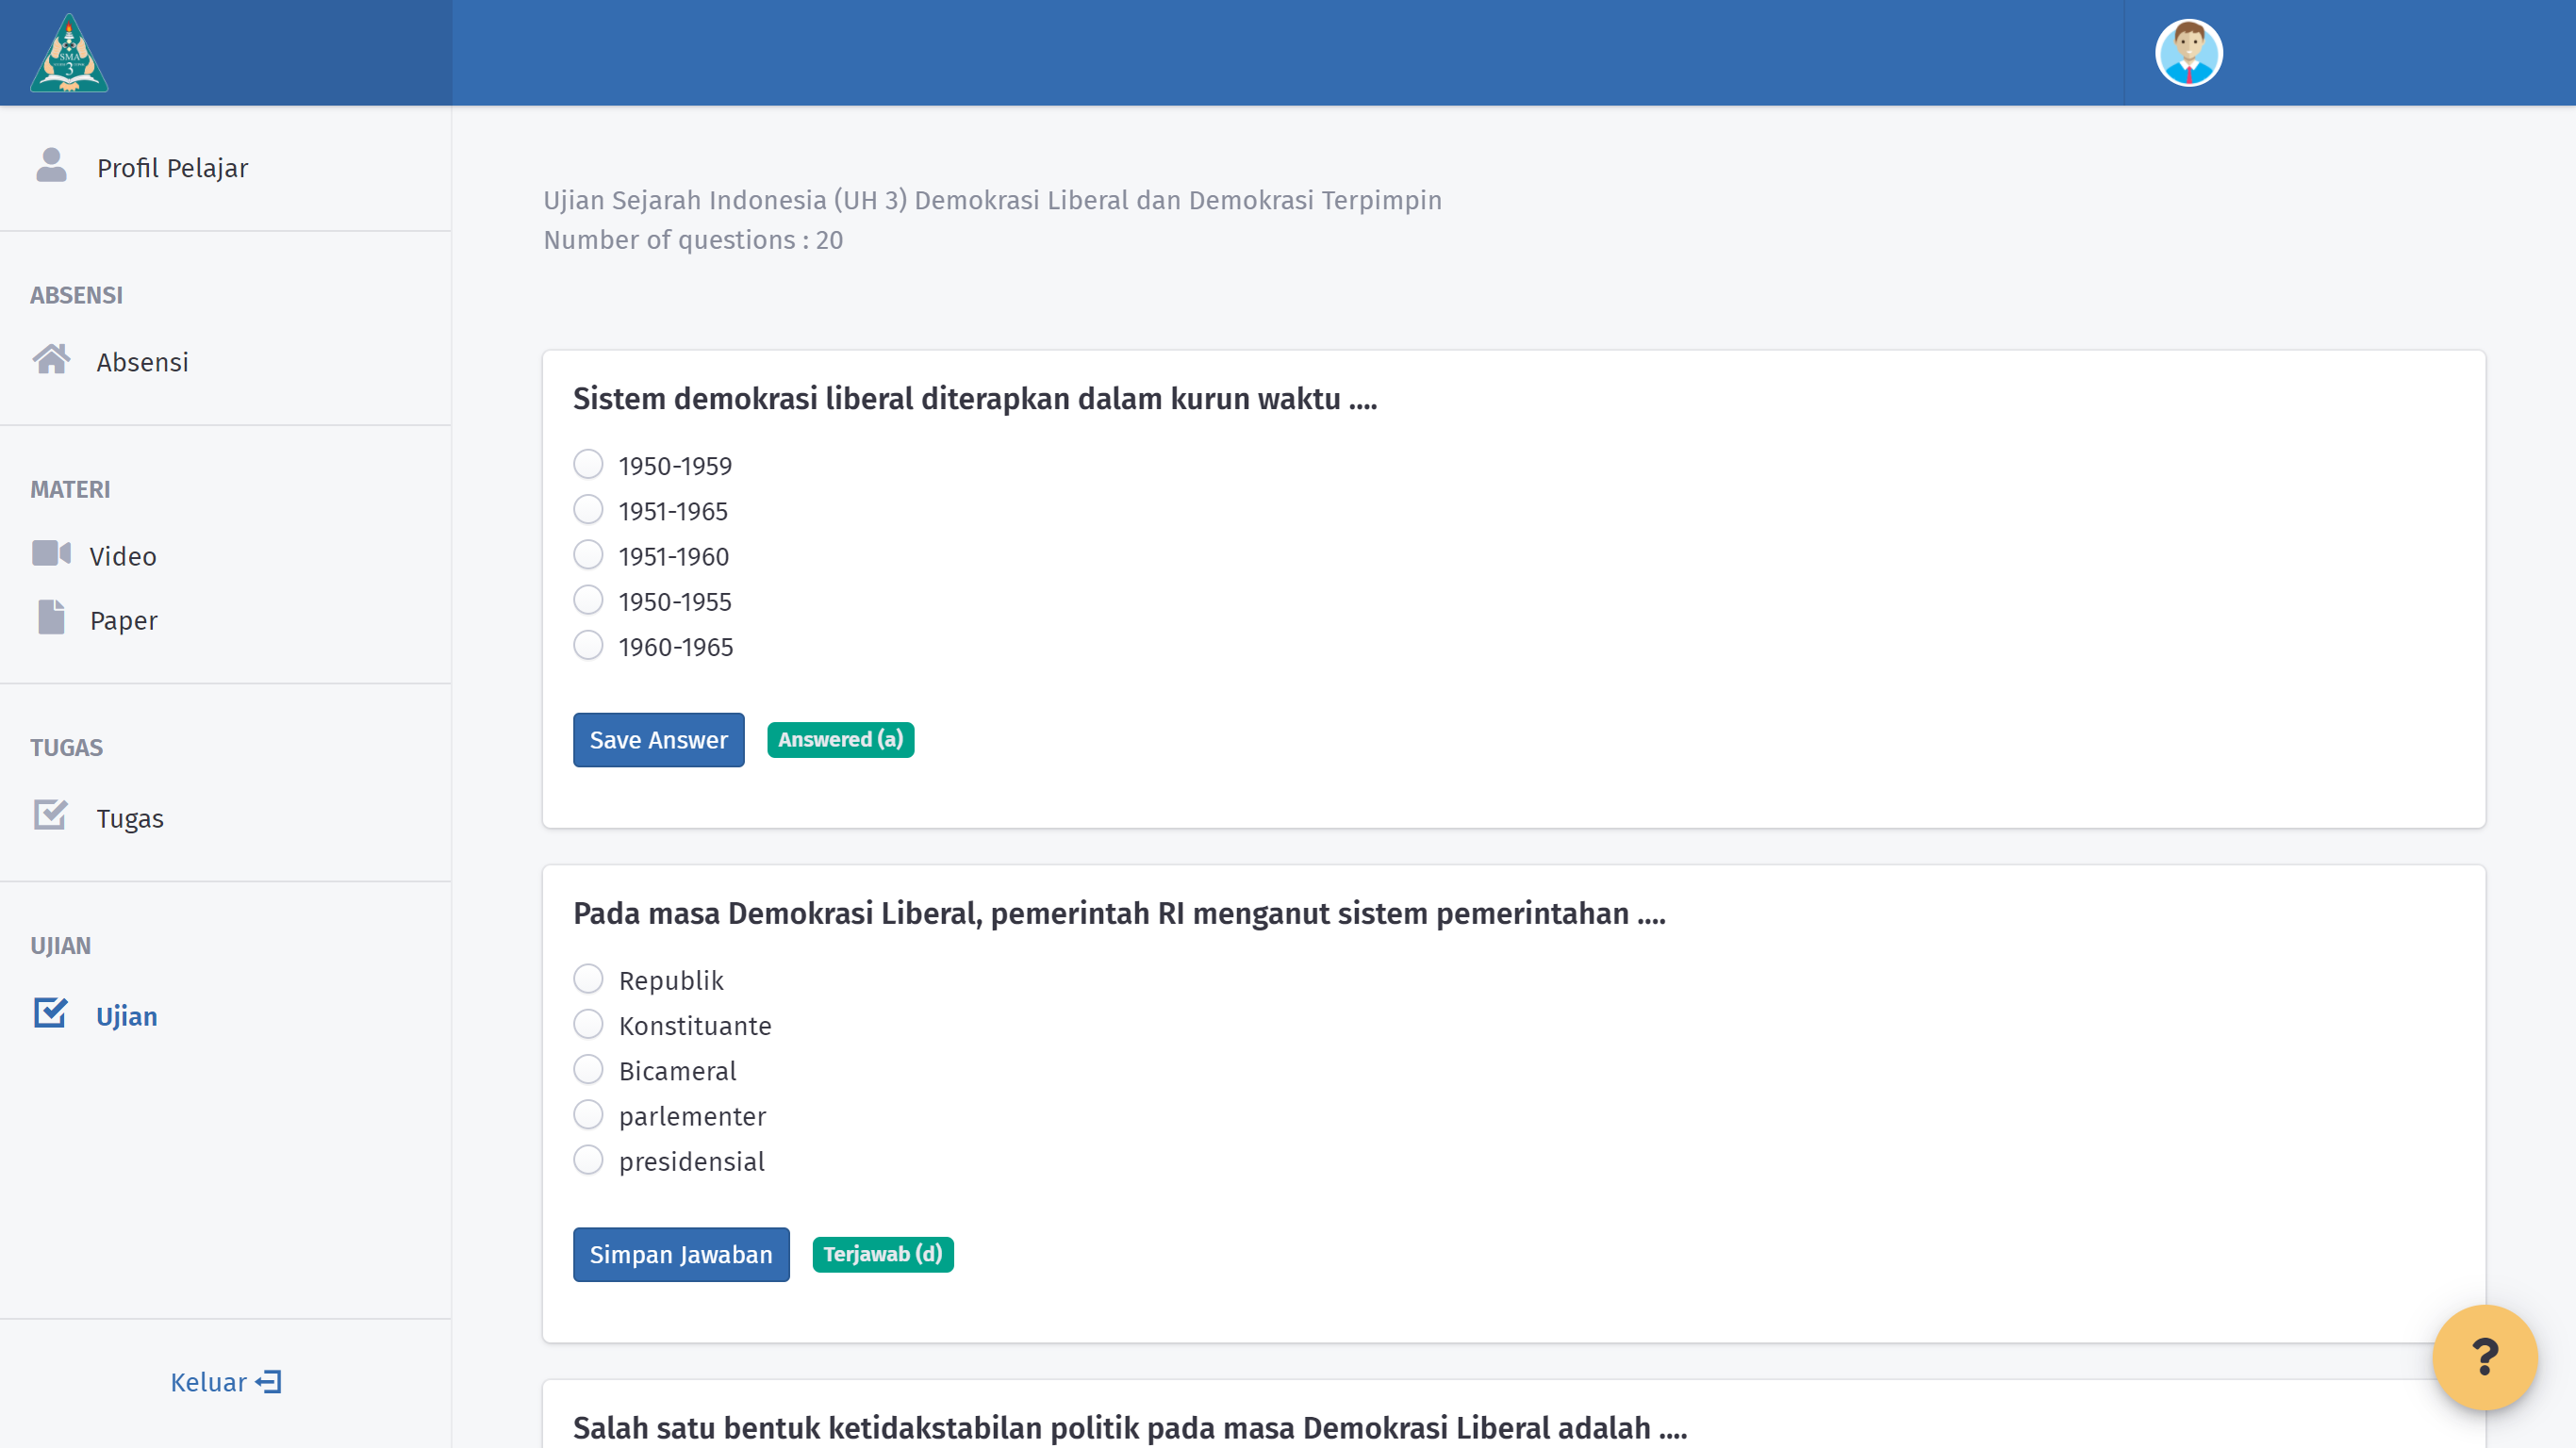 SMA
3
Profil Pelajar
ABSENSI
Absensi
MATERI
Video
Paper
TUGAS
Tugas
UJIAN
Ujian
Keluar
Ujian Sejarah Indonesia (UH 3) Demokrasi Liberal dan Demokrasi Terpimpin
Number of questions : 20
Sistem demokrasi liberal diterapkan dalam kurun waktu ....
1950-1959
1951-1965
1951-1960
1950-1955
1960-1965
Save Answer
Answered (a)
Pada masa Demokrasi Liberal, pemerintah RI menganut sistem pemerintahan ....
Republik
Konstituante
Bicameral
parlementer
presidensial
Simpan Jawaban
Terjawab (d)
Salah satu bentuk ketidakstabilan politik pada masa Demokrasi Liberal adalah ....
?